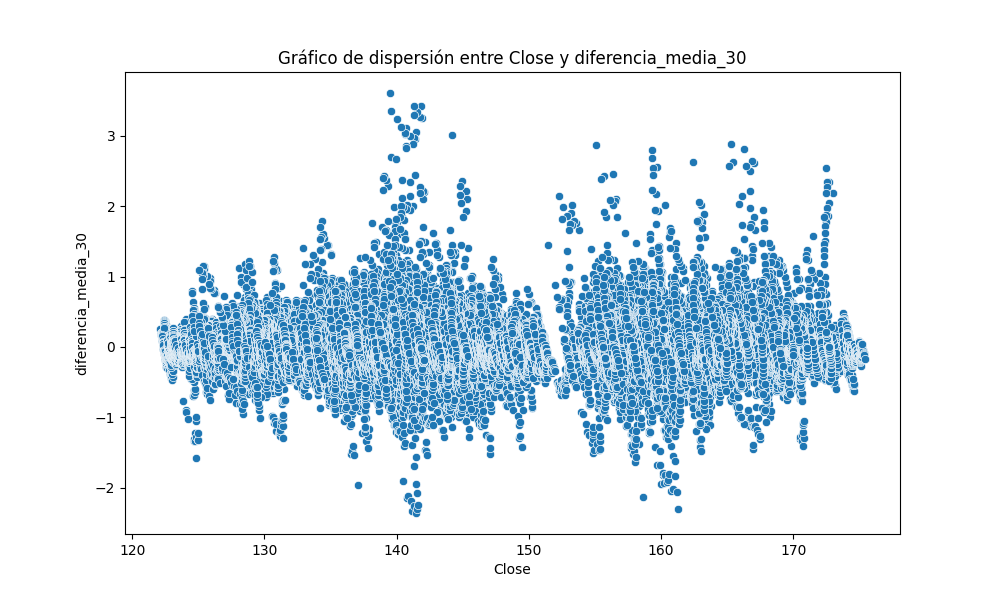 Gráfico de dispersión entre Close y diferencia_media_30
diferencia_media_30
3
2
1
0
−1
−2
120 130 140 150 160 170
Close